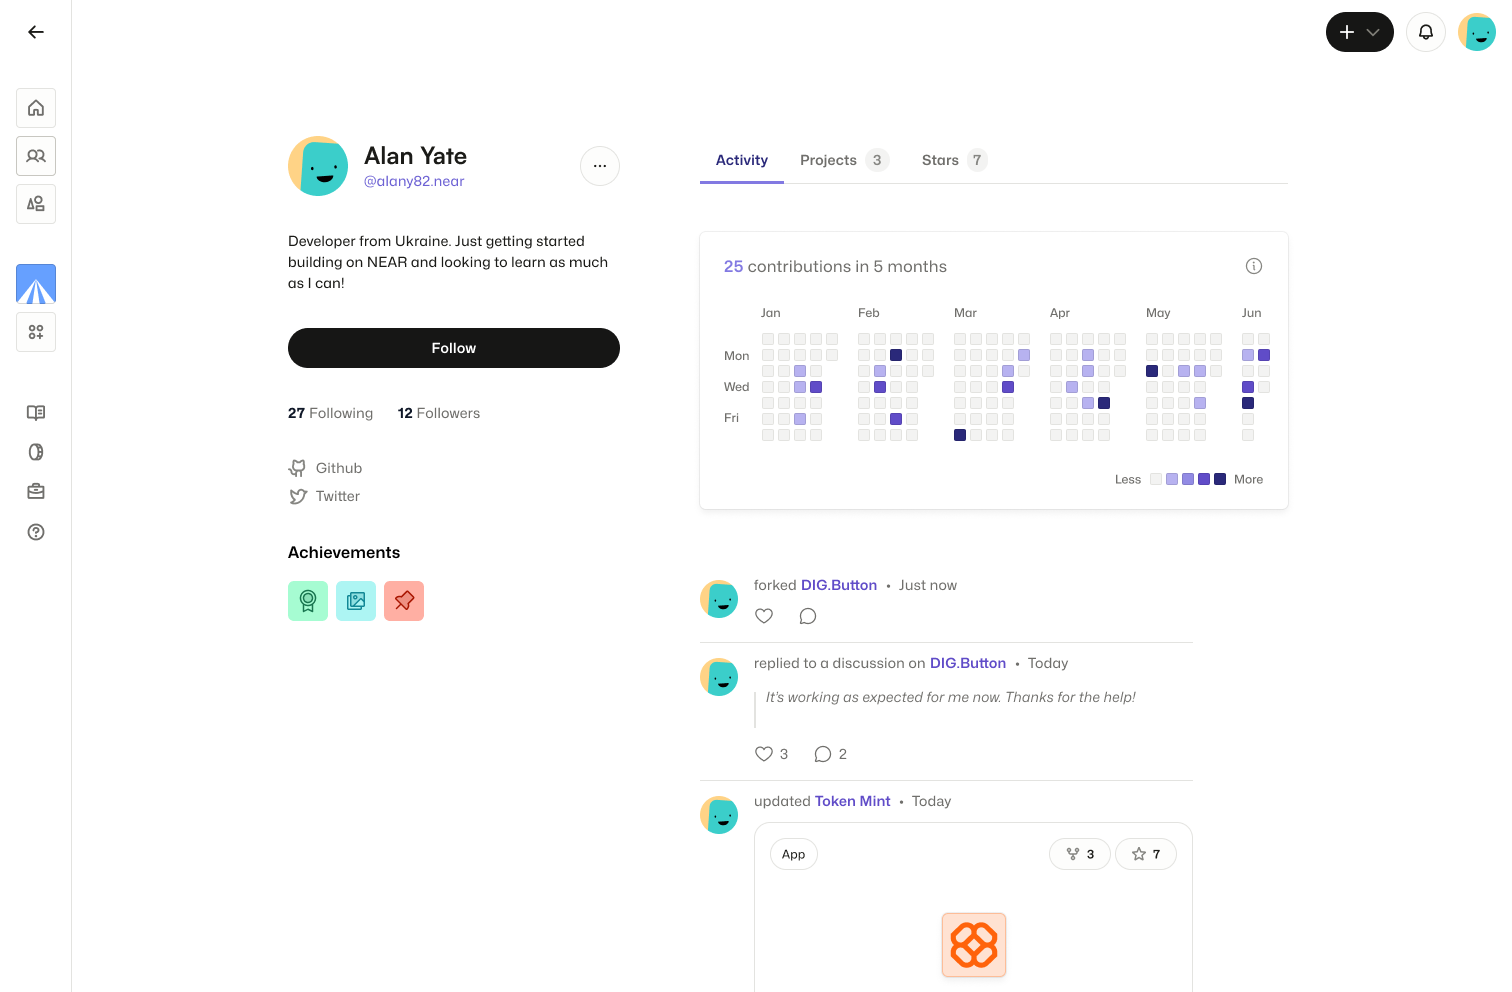 Alan Yate
@alany82.near
Developer from Ukraine. Just getting started
building on NEAR and looking to learn as much
as I can!
Follow
27 Following 12 Followers
Github
Twitter
Achievements
Activity Projects 3 Stars 7
25 contributions in 5 months
Jan Feb Mar Apr May Jun
Mon
Wed
Fri
Less More
forked DIG.Button • Just now
replied to a discussion on DIG.Button • Today
It's working as expected for me now. Thanks for the help!
3 2
updated Token Mint • Today
App 3 7